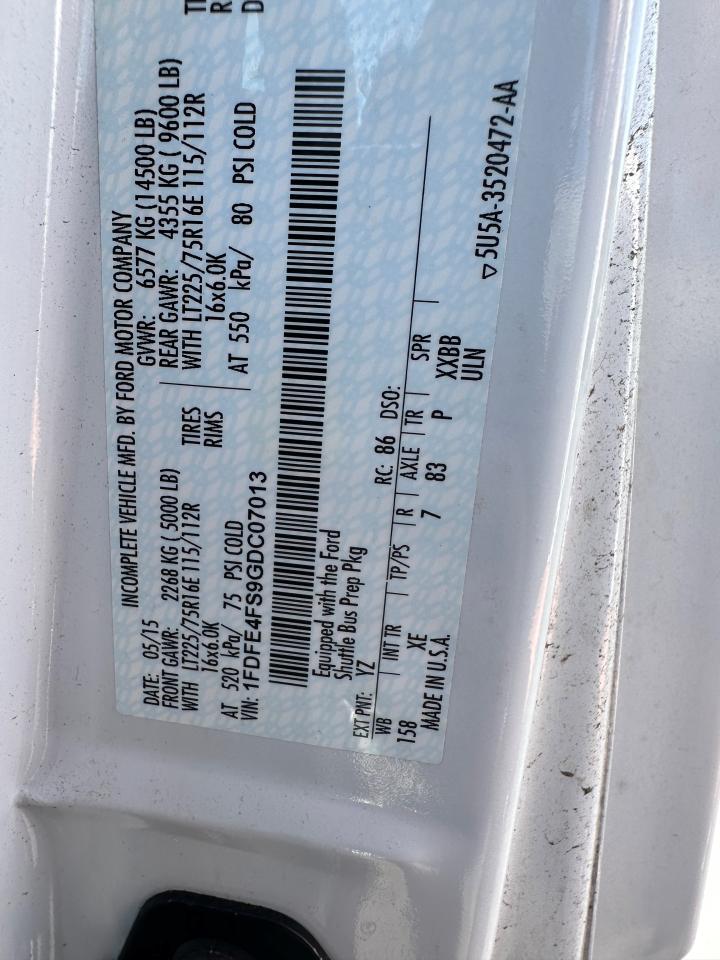 INCOMPLETE VEHICLE MFD. BY FORD MOTOR COMPANY
DATE: 05/15 GVWR: 6577 KG (14500 LB)
FRONT GAWR: 2268 KG ( 5000 LB) REAR GAWR: 4355 KG ( 9600 LB)
WITH LT225/75R16E 115/112R TIRES WITH LT225/75R16E 115/112R
16x6.0K RIMS 16x6.0K
AT 520 kPa/ 75 PSI COLD AT 550 kPa/ 80 PSI COLD
VIN: 1FDFE4FS9GDC07013
Equipped with the Ford
Shuttle Bus Prep Pkg
EXT PNT: YZ RC: 86 DSO:
WB INT TR TP/PS R AXLE TR SPR
158 XE 7 83 P XXBB
MADE IN U.S.A. ULN
▽5U5A-3520472-AA